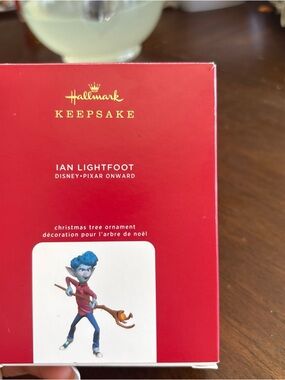 Hallmark
KEEPSAKE
IAN LIGHTFOOT
DISNEY•PIXAR ONWARD
christmas tree ornament
décoration pour l'arbre de noël